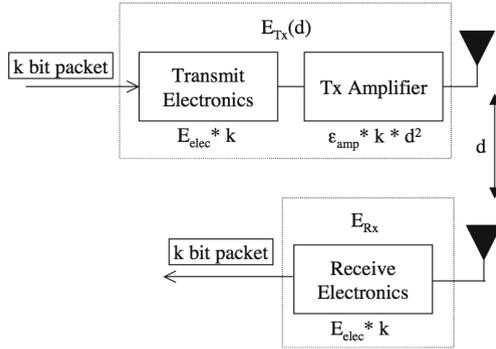 E_Tx(d)
k bit packet
Transmit
Electronics
Tx Amplifier
E_elec* k
ε_amp* k * d²
d
E_Rx
k bit packet
Receive
Electronics
E_elec* k